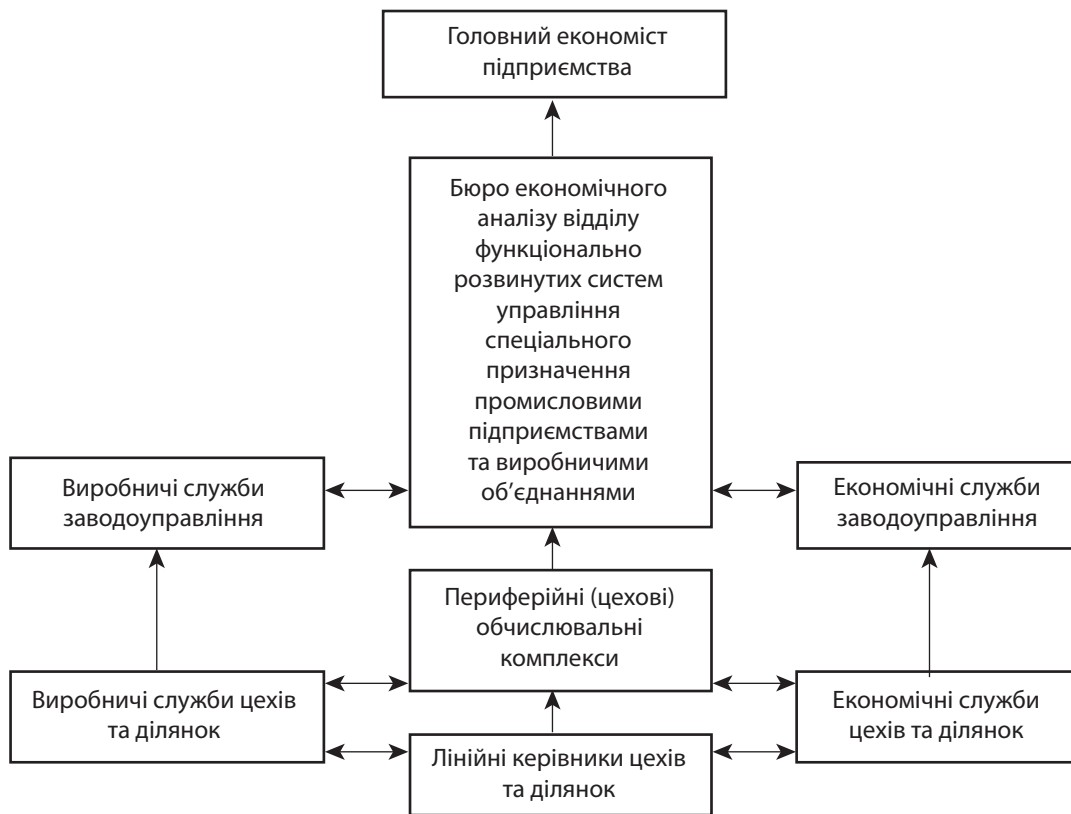 Головний економіст
підприємства
Бюро економічного
аналізу відділу
функціонально
розвинутих систем
управління
спеціального
призначення
промисловими
підприємствами
та виробничими
об’єднаннями
Виробничі служби
заводоуправління
Економічні служби
заводоуправління
Периферійні (цехові)
обчислювальні
комплекси
Виробничі служби цехів
та ділянок
Економічні служби
цехів та ділянок
Лінійні керівники цехів
та ділянок